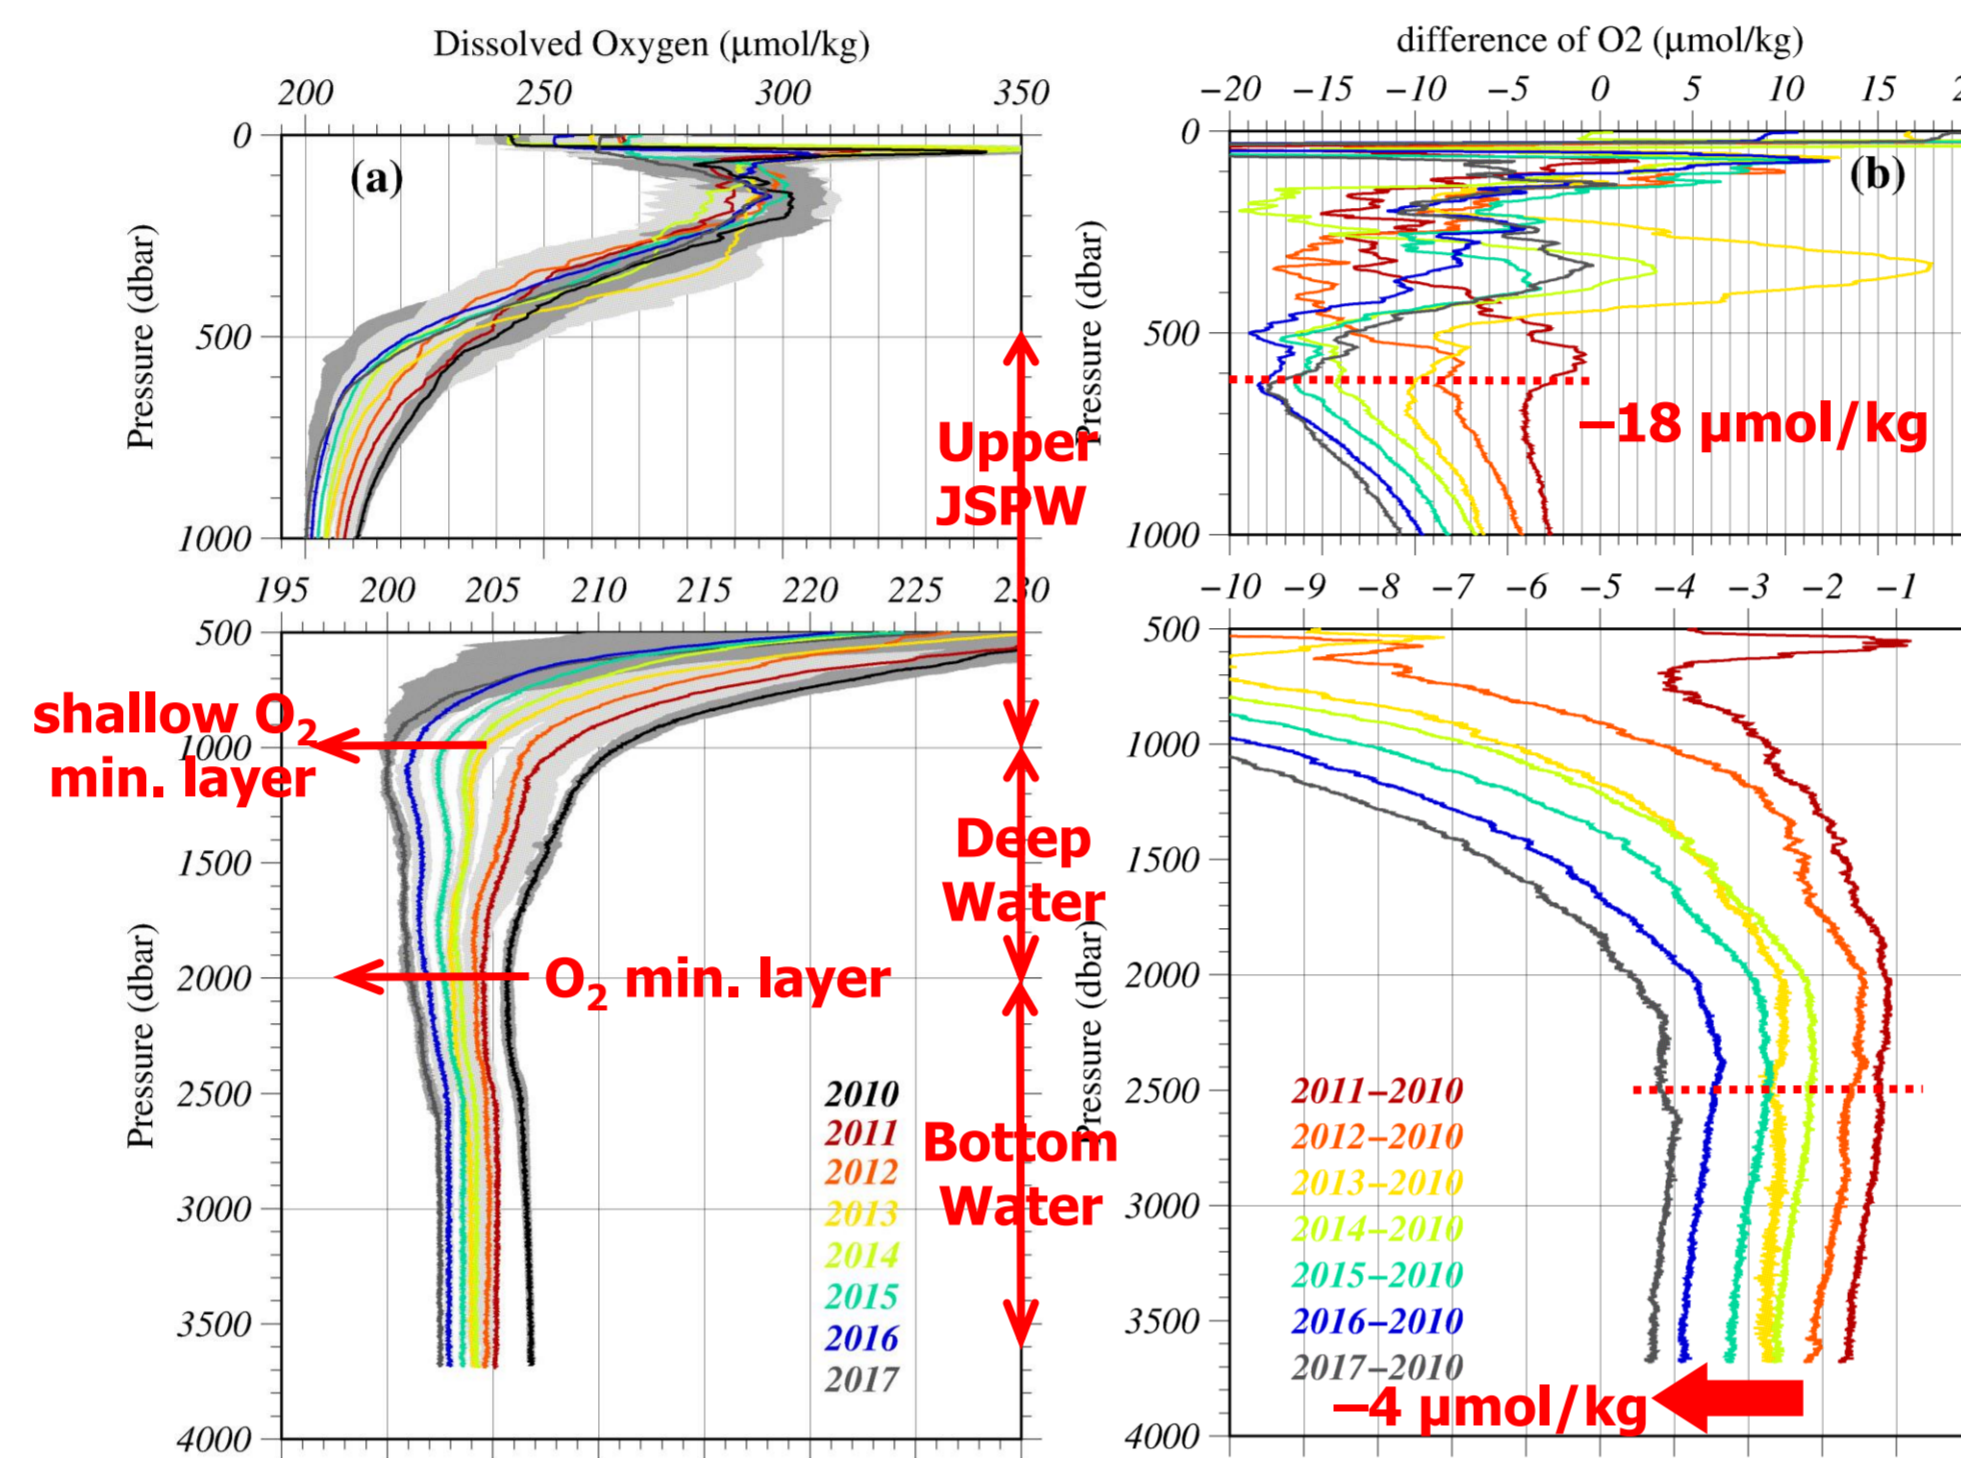 Dissolved Oxygen (µmol/kg)
200 250 300 350
0
500
1000
Pressure (dbar)
(a)
difference of O2 (µmol/kg)
−20 −15 −10 −5 0 5 10 15
0
500
1000
Pressure (dbar)
(b)
−18 µmol/kg
Upper
JSPW
195 200 205 210 215 220 225 230
500
1000
1500
2000
2500
3000
3500
4000
Pressure (dbar)
shallow O2
min. layer
O2 min. layer
Deep
Water
Bottom
Water
2010
2011
2012
2013
2014
2015
2016
2017
−10 −9 −8 −7 −6 −5 −4 −3 −2 −1
500
1000
1500
2000
2500
3000
3500
4000
Pressure (dbar)
2011−2010
2012−2010
2013−2010
2014−2010
2015−2010
2016−2010
2017−2010
−4 µmol/kg